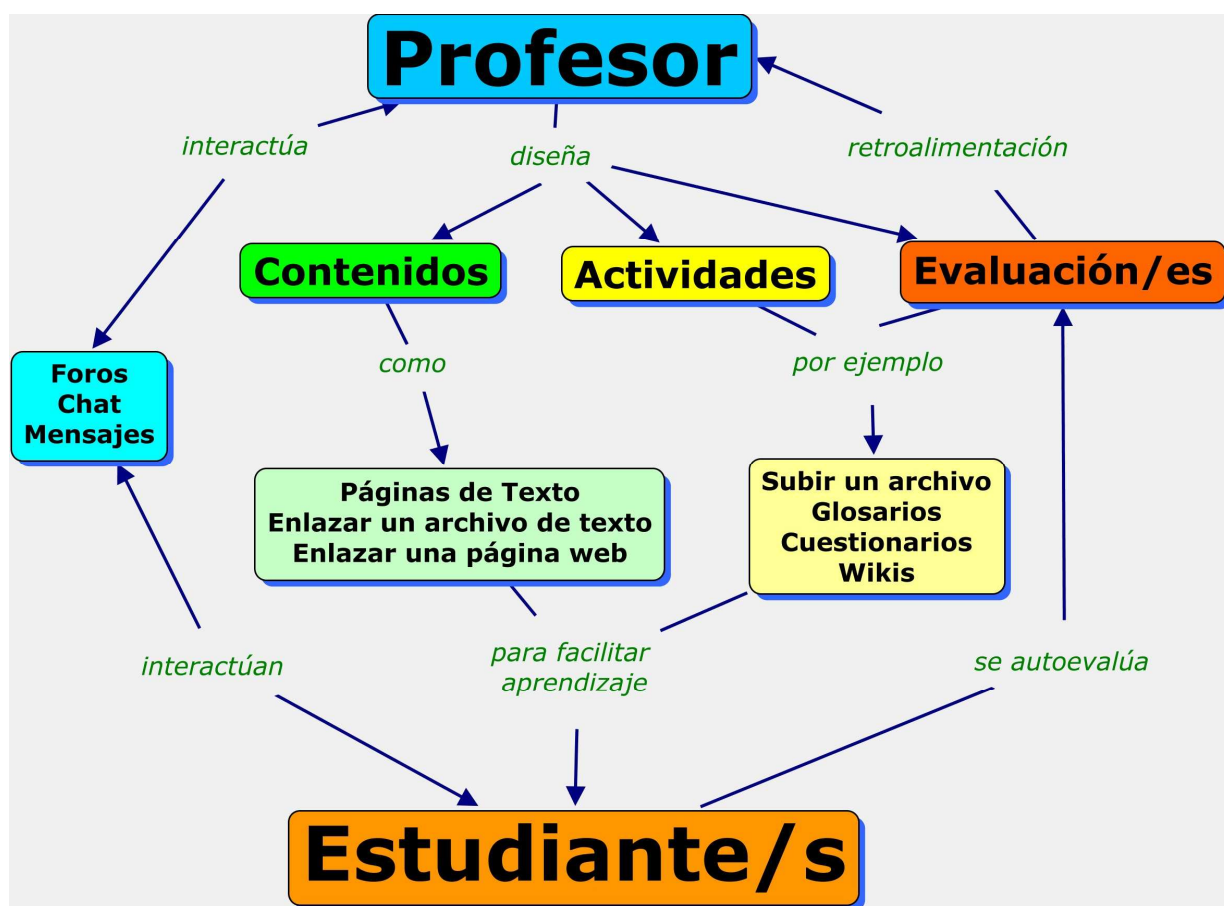 Profesor
interactúa
diseña
retroalimentación
Contenidos
Actividades
Evaluación/es
como
por ejemplo
Foros
Chat
Mensajes
Páginas de Texto
Enlazar un archivo de texto
Enlazar una página web
Subir un archivo
Glosarios
Cuestionarios
Wikis
interactúan
para facilitar
aprendizaje
se autoevalúa
Estudiante/s